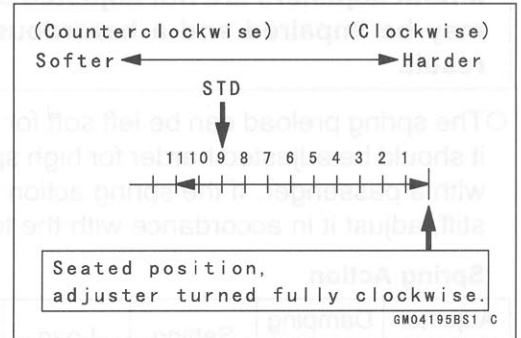 (Counterclockwise) (Clockwise)
Softer Harder
STD
11 10 9 8 7 6 5 4 3 2 1
Seated position,
adjuster turned fully clockwise.
GM04195BS1 C